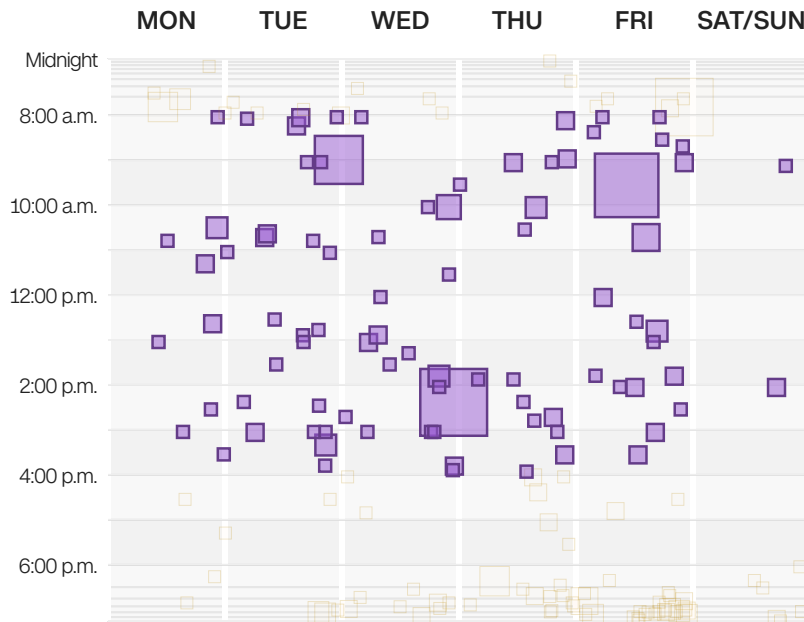 MON TUE WED THU FRI SAT/SUN
Midnight
8:00 a.m.
10:00 a.m.
12:00 p.m.
2:00 p.m.
4:00 p.m.
6:00 p.m.